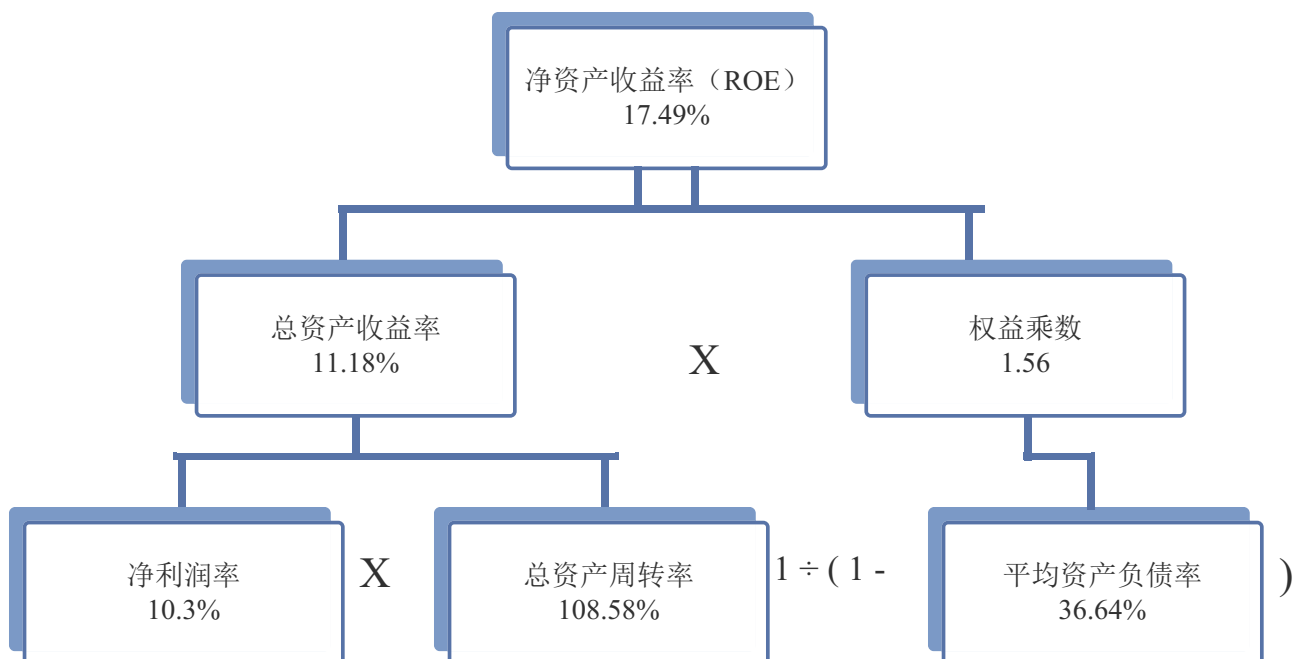 净资产收益率（ROE）
17.49%
总资产收益率
11.18%
X
权益乘数
1.56
净利润率
10.3%
X
总资产周转率
108.58%
1 ÷ ( 1 -
平均资产负债率
36.64%
)